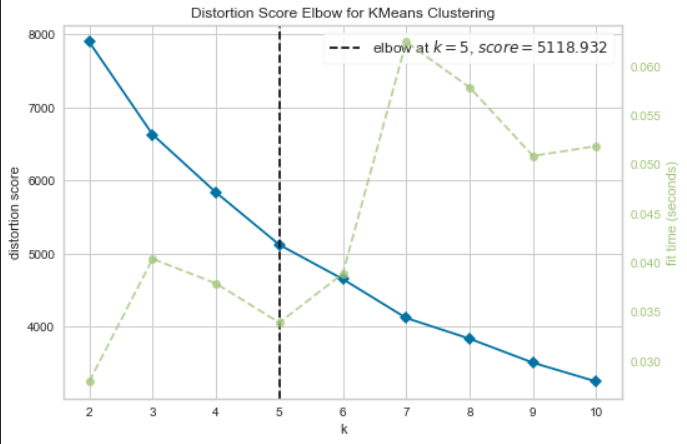 Distortion Score Elbow for KMeans Clustering
elbow at k = 5, score = 5118.932
8000
7000
6000
5000
4000
distortion score
0.060
0.055
0.050
0.045
0.040
0.035
0.030
fit time (seconds)
2 3 4 5 6 7 8 9 10
k